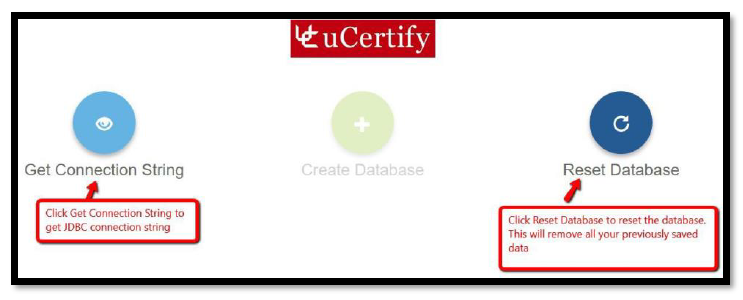 uCertify
Get Connection String
Create Database
Reset Database
Click Get Connection String to
get JDBC connection string
Click Reset Database to reset the database.
This will remove all your previously saved
data